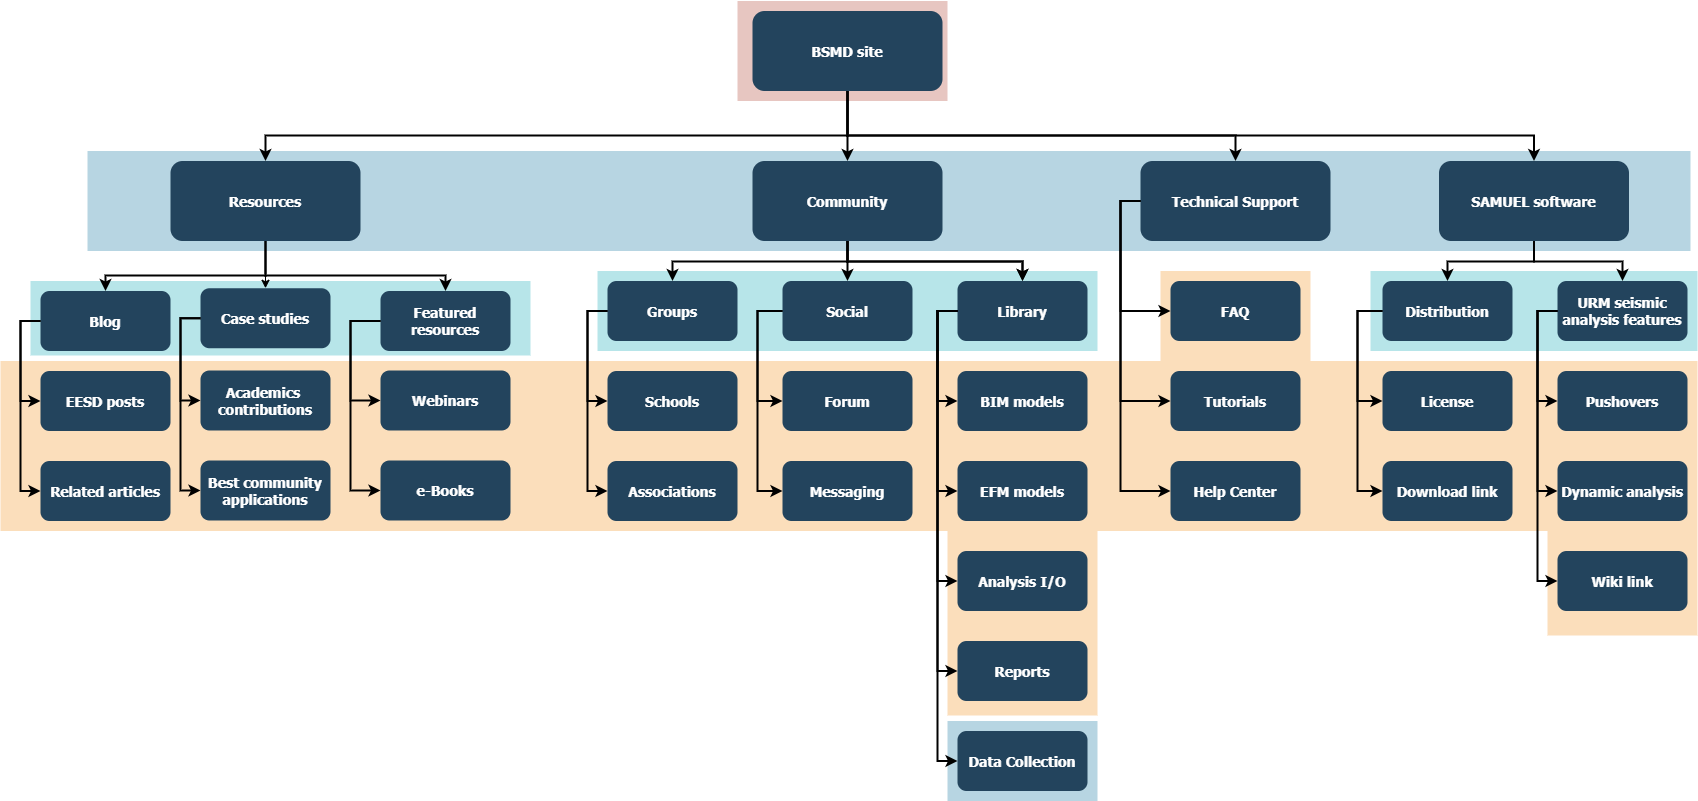 BSMD site
Resources
Community
Technical Support
SAMUEL software
Blog
Case studies
Featured
resources
Groups
Social
Library
FAQ
Distribution
URM seismic
analysis features
EESD posts
Academics
contributions
Webinars
Schools
Forum
BIM models
Tutorials
License
Pushovers
Related articles
Best community
applications
e-Books
Associations
Messaging
EFM models
Help Center
Download link
Dynamic analysis
Analysis I/O
Wiki link
Reports
Data Collection